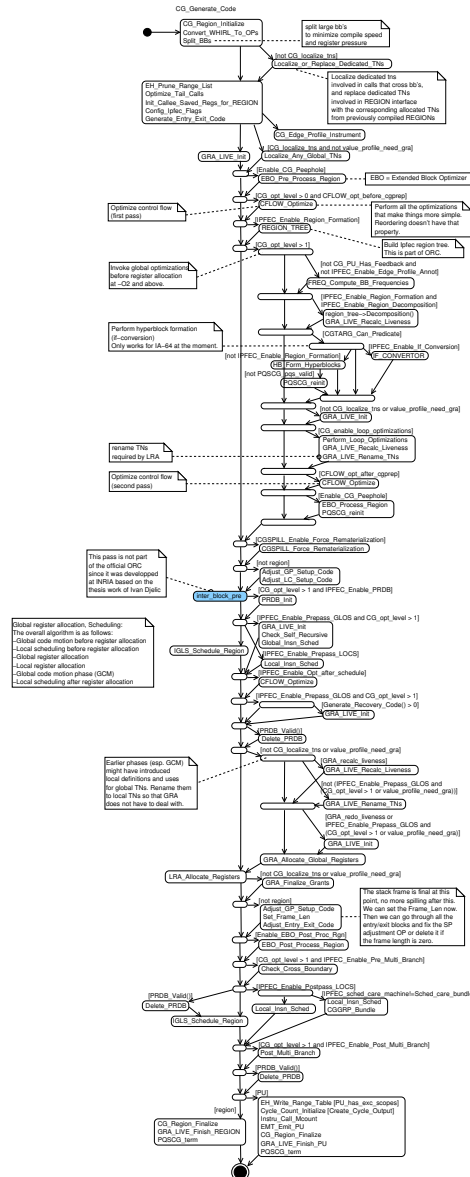 CG_Generate_Code
CG_Region_Initialize
Convert_WHIRL_To_OPs
Split_BBs
split large bb's
to minimize compile speed
and register pressure
[not CG_localize_tns]
Localize_or_Replace_Dedicated_TNs
EH_Prune_Range_List
Optimize_Tail_Calls
Init_Callee_Saved_Regs_for_REGION
Config_Ipfec_Flags
Generate_Entry_Exit_Code
Localize dedicated tns
involved in calls that cross bb's,
and replace dedicated TNs
involved in REGION interface
with the corresponding allocated TNs
from previously compiled REGIONs
CG_Edge_Profile_Instrument
[CG_localize_tns and not value_profile_need_gra]
GRA_LIVE_Init
Localize_Any_Global_TNs
[Enable_CG_Peephole]
EBO_Pre_Process_Region
EBO = Extended Block Optimizer
[CG_opt_level > 0 and CFLOW_opt_before_cgprep]
CFLOW_Optimize
Optimize control flow
(first pass)
Perform all the optimizations
that make things more simple.
Reordering doesn't have that
property.
[IPFEC_Enable_Region_Formation]
REGION_TREE
Build Ipfec region tree.
This is part of ORC.
[CG_opt_level > 1]
Invoke global optimizations
before register allocation
at -O2 and above.
[not CG_PU_Has_Feedback and
not IPFEC_Enable_Edge_Profile_Annot]
FREQ_Compute_BB_Frequencies
[IPFEC_Enable_Region_Formation and
IPFEC_Enable_Region_Decomposition]
region_tree->Decomposition()
GRA_LIVE_Recalc_Liveness
Perform hyperblock formation
(if-conversion)
Only works for IA-64 at the moment.
[CGTARG_Can_Predicate]
[IPFEC_Enable_If_Conversion]
IF_CONVERTOR
[not IPFEC_Enable_Region_Formation]
HB_Form_Hyperblocks
[not PQSCG_pqs_valid]
PQSCG_reinit
[not CG_localize_tns or value_profile_need_gra]
GRA_LIVE_Init
[CG_enable_loop_optimizations]
Perform_Loop_Optimizations
GRA_LIVE_Recalc_Liveness
GRA_LIVE_Rename_TNs
rename TNs
required by LRA
[CFLOW_opt_after_cgprep]
CFLOW_Optimize
Optimize control flow
(second pass)
[Enable_CG_Peephole]
EBO_Process_Region
PQSCG_reinit
[CGSPILL_Enable_Force_Rematerialization]
CGSPILL_Force_Rematerialization
This pass is not part
of the official ORC
since it was developped
at INRIA based on the
thesis work of Ivan Djelic
[not region]
Adjust_GP_Setup_Code
Adjust_LC_Setup_Code
inter_block_pre
[CG_opt_level > 1 and IPFEC_Enable_PRDB]
PRDB_Init
Global register allocation, Scheduling:
The overall algorithm is as follows:
-Global code motion before register allocation
-Local scheduling before register allocation
-Global register allocation
-Local register allocation
-Global code motion phase (GCM)
-Local scheduling after register allocation
[IPFEC_Enable_Prepass_GLOS and CG_opt_level > 1]
GRA_LIVE_Init
Check_Self_Recursive
Global_Insn_Sched
IGLS_Schedule_Region
[IPFEC_Enable_Prepass_LOCS]
Local_Insn_Sched
[IPFEC_Enable_Opt_after_schedule]
CFLOW_Optimize
[IPFEC_Enable_Prepass_GLOS and CG_opt_level > 1]
[Generate_Recovery_Code() > 0]
GRA_LIVE_Init
[PRDB_Valid()]
Delete_PRDB
[not CG_localize_tns or value_profile_need_gra]
Earlier phases (esp. GCM)
might have introduced
local definitions and uses
for global TNs. Rename them
to local TNs so that GRA
does not have to deal with.
[GRA_recalc_liveness]
GRA_LIVE_Recalc_Liveness
[not (IPFEC_Enable_Prepass_GLOS and
(CG_opt_level > 1 or value_profile_need_gra))]
GRA_LIVE_Rename_TNs
[GRA_redo_liveness or
IPFEC_Enable_Prepass_GLOS and
(CG_opt_level > 1 or value_profile_need_gra)]
GRA_LIVE_Init
GRA_Allocate_Global_Registers
LRA_Allocate_Registers
[not CG_localize_tns or value_profile_need_gra]
GRA_Finalize_Grants
[not region]
Adjust_GP_Setup_Code
Set_Frame_Len
Adjust_Entry_Exit_Code
The stack frame is final at this
point, no more spilling after this.
We can set the Frame_Len now.
Then we can go through all the
entry/exit blocks and fix the SP
adjustment OP or delete it if
the frame length is zero.
[Enable_EBO_Post_Proc_Rgn]
EBO_Post_Process_Region
[CG_opt_level > 1 and IPFEC_Enable_Pre_Multi_Branch]
Check_Cross_Boundary
[IPFEC_Enable_Postpass_LOCS]
[PRDB_Valid()]
Delete_PRDB
[IPFEC_sched_care_machine!=Sched_care_bundle]
Local_Insn_Sched
CGGRP_Bundle
Local_Insn_Sched
IGLS_Schedule_Region
[CG_opt_level > 1 and IPFEC_Enable_Post_Multi_Branch]
Post_Multi_Branch
[PRDB_Valid()]
Delete_PRDB
[PU]
EH_Write_Range_Table [PU_has_exc_scopes]
Cycle_Count_Initialize [Create_Cycle_Output]
Instru_Call_Mcount
EMT_Emit_PU
CG_Region_Finalize
GRA_LIVE_Finish_PU
PQSCG_term
[region]
CG_Region_Finalize
GRA_LIVE_Finish_REGION
PQSCG_term